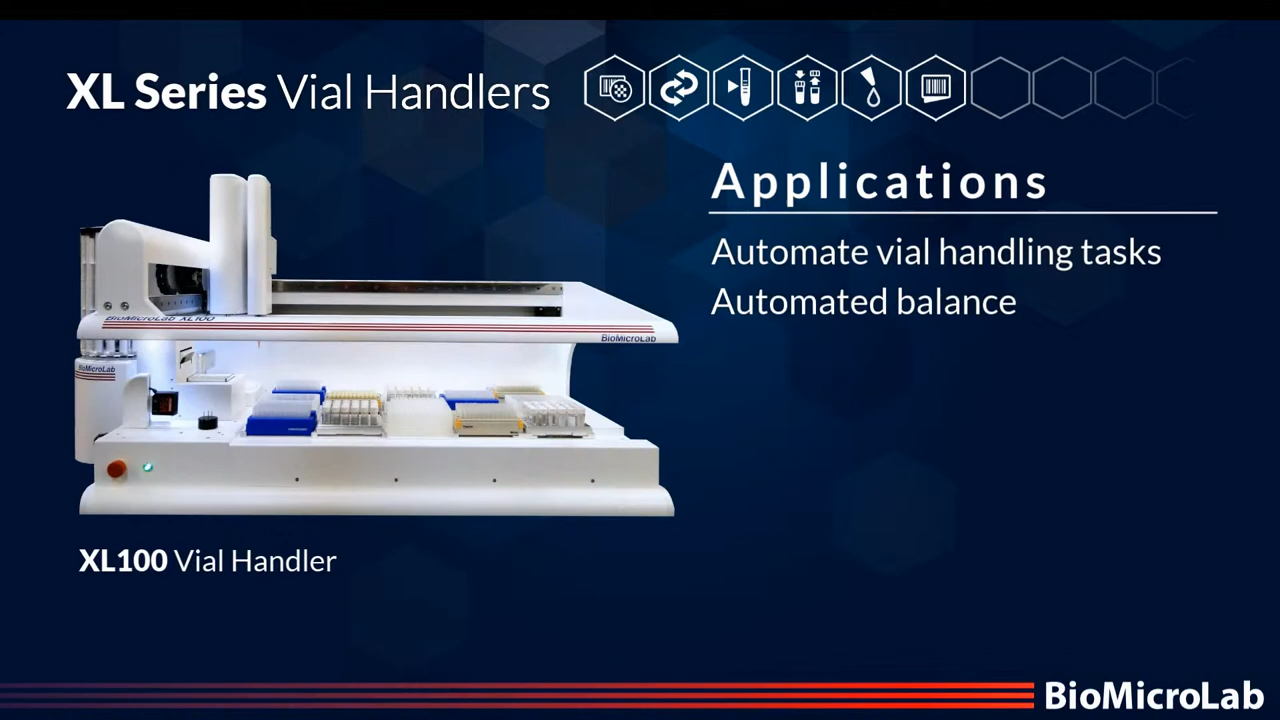 XL Series Vial Handlers
Applications
Automate vial handling tasks
Automated balance
BioMicroLab XL100
BioMicroLab
BioMicroLab
XL100 Vial Handler
BioMicroLab